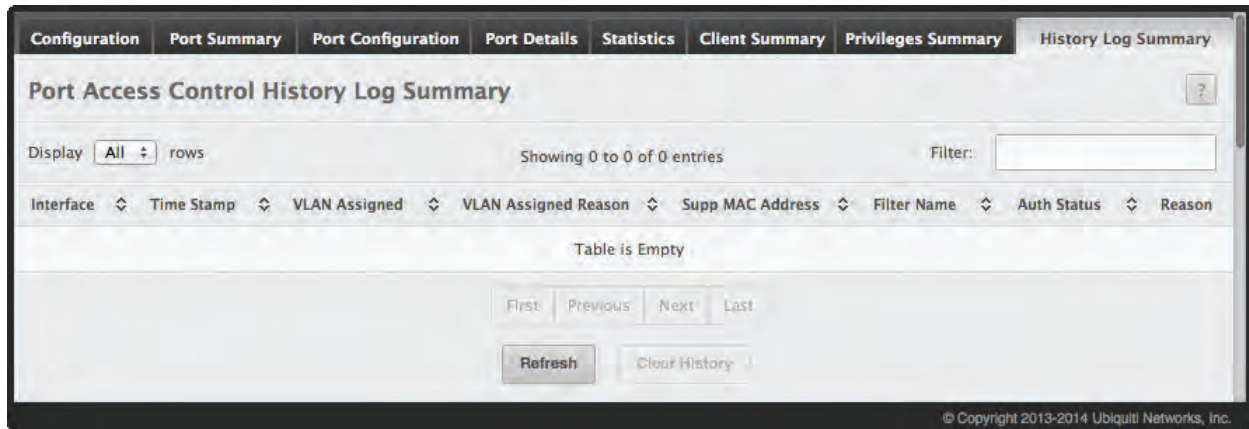 Configuration Port Summary Port Configuration Port Details Statistics Client Summary Privileges Summary History Log Summary
Port Access Control History Log Summary ?
Display All rows Showing 0 to 0 of 0 entries Filter:
Interface Time Stamp VLAN Assigned VLAN Assigned Reason Supp MAC Address Filter Name Auth Status Reason
Table is Empty
First Previous Next Last
Refresh Clear History
© Copyright 2013-2014 Ubiquiti Networks, Inc.